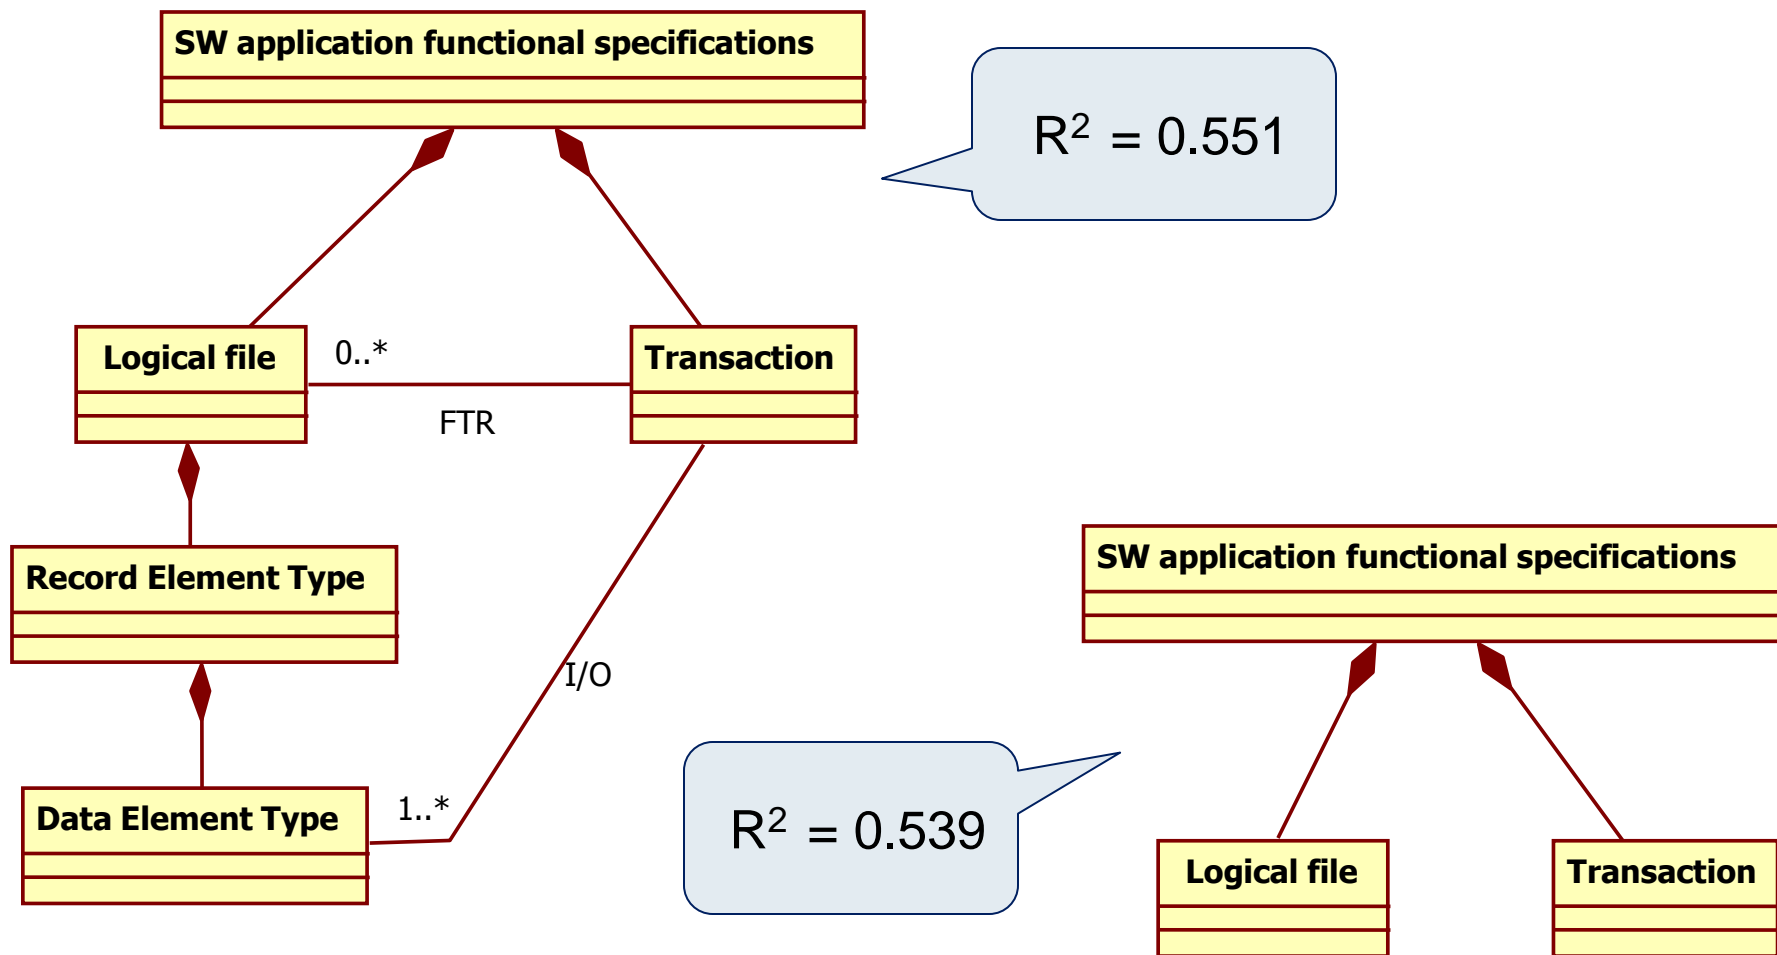 SW application functional specifications
R² = 0.551
Logical file
0..*
Transaction
FTR
Record Element Type
SW application functional specifications
I/O
Data Element Type
1..*
R² = 0.539
Logical file
Transaction